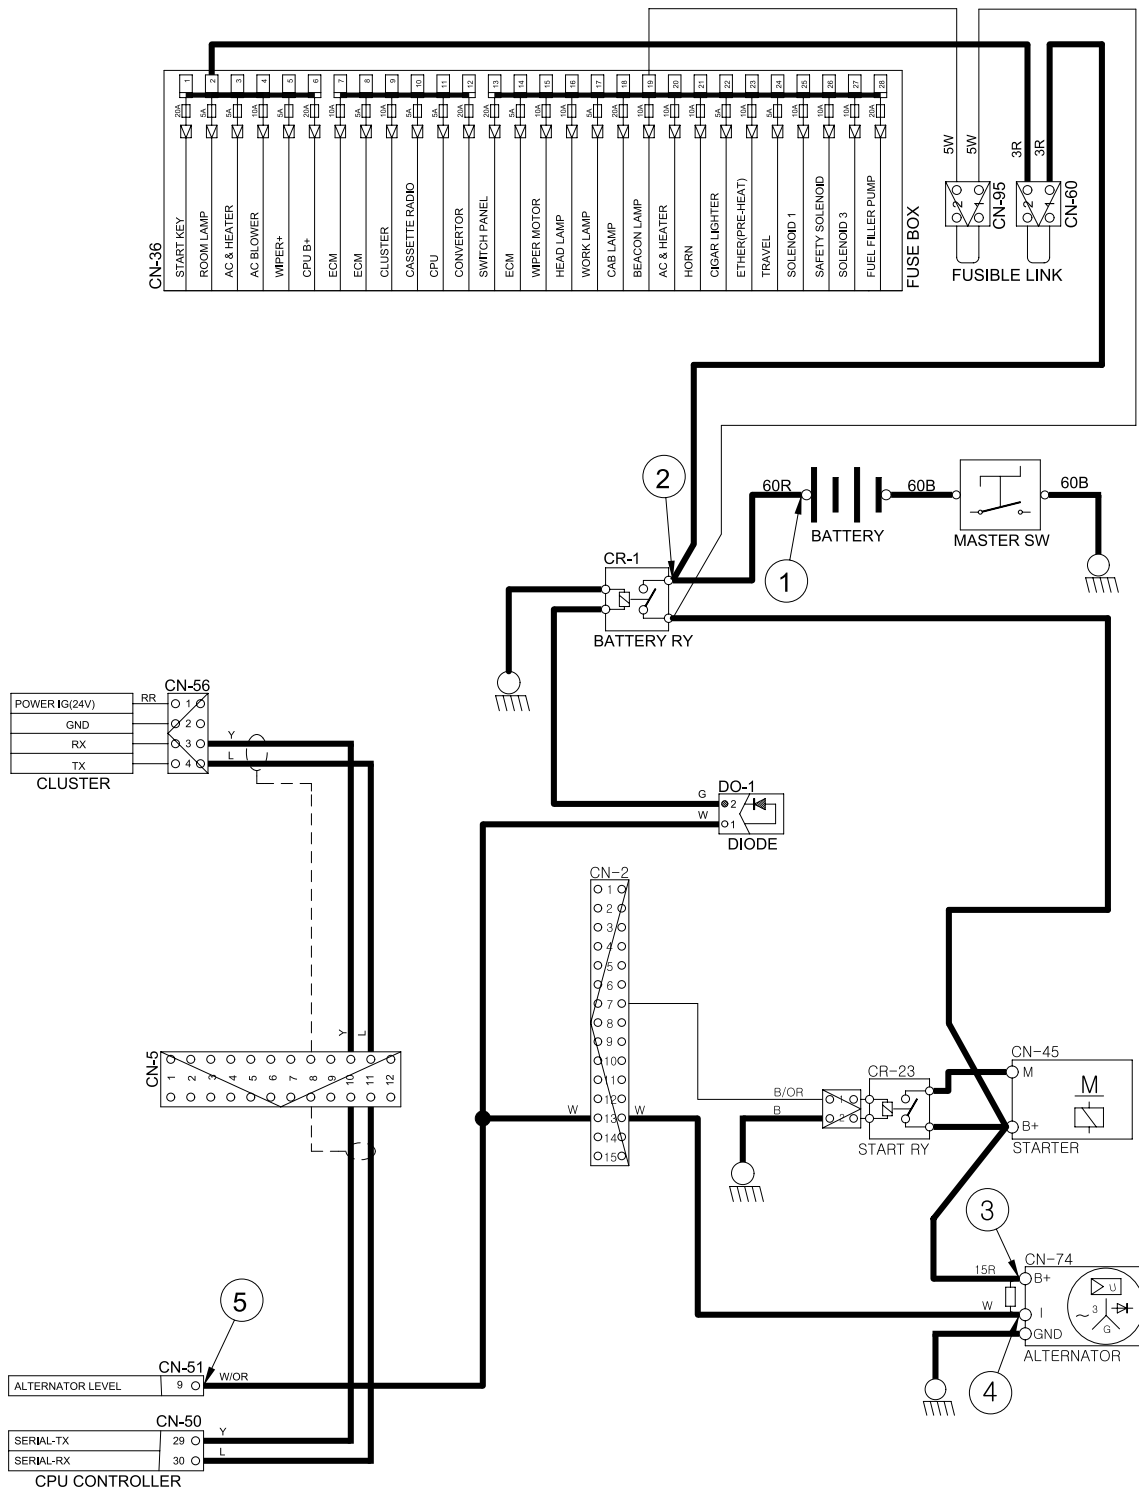 1 2 3 4 5 6 7 8 9 10 11 12 13 14 15 16 17 18 19 20 21 22 23 24 25 26 27 28
20A 5A 5A 10A 5A 20A 10A 10A 10A 5A 5A 20A 20A 5A 10A 10A 20A 10A 10A 10A 10A 10A 10A 5A 10A 10A 10A 20A
CN-36
START KEY
ROOM LAMP
AC & HEATER
AC BLOWER
WIPER+
CPU B+
ECM
ECM
CLUSTER
CASSETTE RADIO
CPU
CONVERTOR
SWITCH PANEL
ECM
WIPER MOTOR
HEAD LAMP
WORK LAMP
CAB LAMP
BEACON LAMP
AC & HEATER
HORN
CIGAR LIGHTER
ETHER(PRE-HEAT)
TRAVEL
SOLENOID 1
SAFETY SOLENOID
SOLENOID 3
FUEL FILLER PUMP
FUSE BOX
5W 5W 3R 3R
2 1 CN-95
2 1 CN-60
FUSIBLE LINK
2
60R 60B 60B
BATTERY
MASTER SW
1
CR-1
BATTERY RY
CN-56
POWER IG(24V) RR 1
GND 2
RX 3 Y
TX 4 L
CLUSTER
DO-1
G 2
W 1
DIODE
CN-2
1
2
3
4
5
6
7
8
9
10
11
12
13
14
15
W W
Y L
CN-5
1 2 3 4 5 6 7 8 9 10 11 12
CR-23
B/OR 1
B 2
START RY
CN-45
M
M
B+
STARTER
3
CN-74
15R B+
W I
GND
U
3
G
ALTERNATOR
4
5
CN-51
ALTERNATOR LEVEL 9 W/OR
CN-50
SERIAL-TX 29 Y
SERIAL-RX 30 L
CPU CONTROLLER